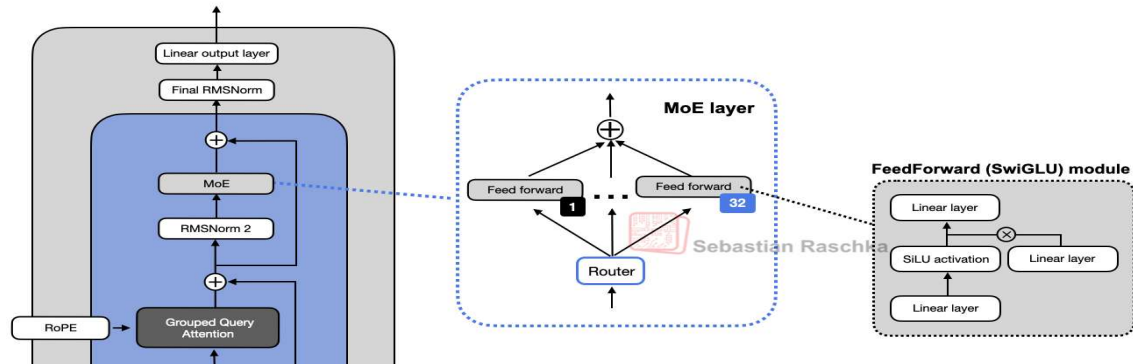 Linear output layer
Final RMSNorm
MoE
RMSNorm 2
RoPE
Grouped Query
Attention
MoE layer
Feed forward
1
Feed forward
32
Sebastian Raschka
Router
FeedForward (SwiGLU) module
Linear layer
SiLU activation
Linear layer
Linear layer